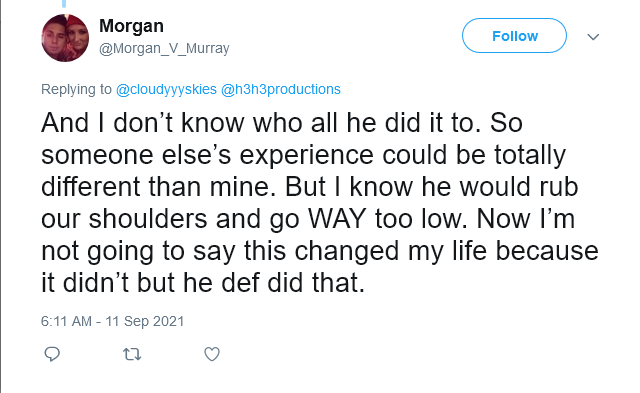 Morgan
@Morgan_V_Murray
Follow
Replying to @cloudyyyskies @h3h3productions
And I don’t know who all he did it to. So
someone else’s experience could be totally
different than mine. But I know he would rub
our shoulders and go WAY too low. Now I’m
not going to say this changed my life because
it didn’t but he def did that.
6:11 AM - 11 Sep 2021